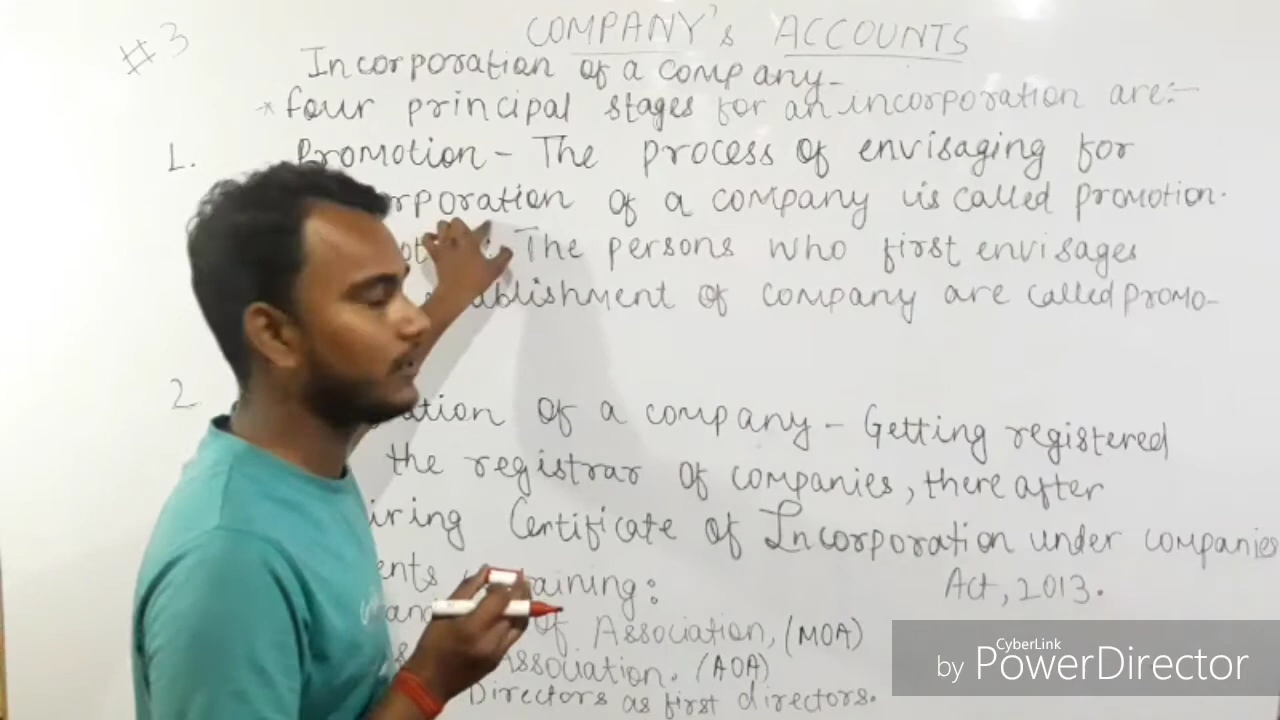 COMPANY's ACCOUNTS
#3
Incorporation of a company-
* four principal stages for an incorporation are:-
1. Promotion - The process of envisaging for
rporation of a company is called promotion.
: The persons who first envisages
ablishment of company are called promo-
2
ation of a company - Getting registered
the registrar of companies, there after
iring Certificate of Incorporation under companies
Act, 2013.
ents aining:
of Association, (MOA)
Association. (AOA)
Directors as first directors.
CyberLink
by PowerDirector